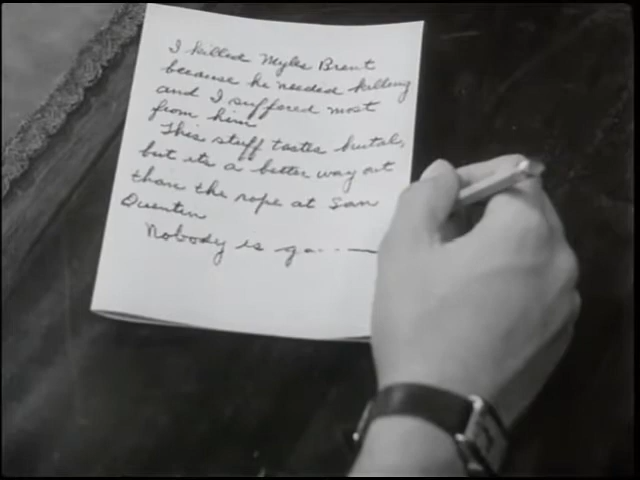 I killed Myles Brent
because he needed killing
and I suffered most
from him
This stuff tastes brutal,
but its a better way out
than the rope at San
Quentin
Nobody is go...—